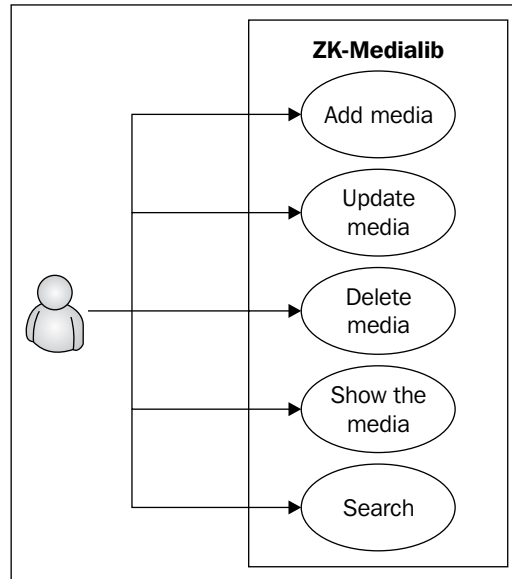 ZK-Medialib
Add media
Update
media
Delete
media
Show the
media
Search